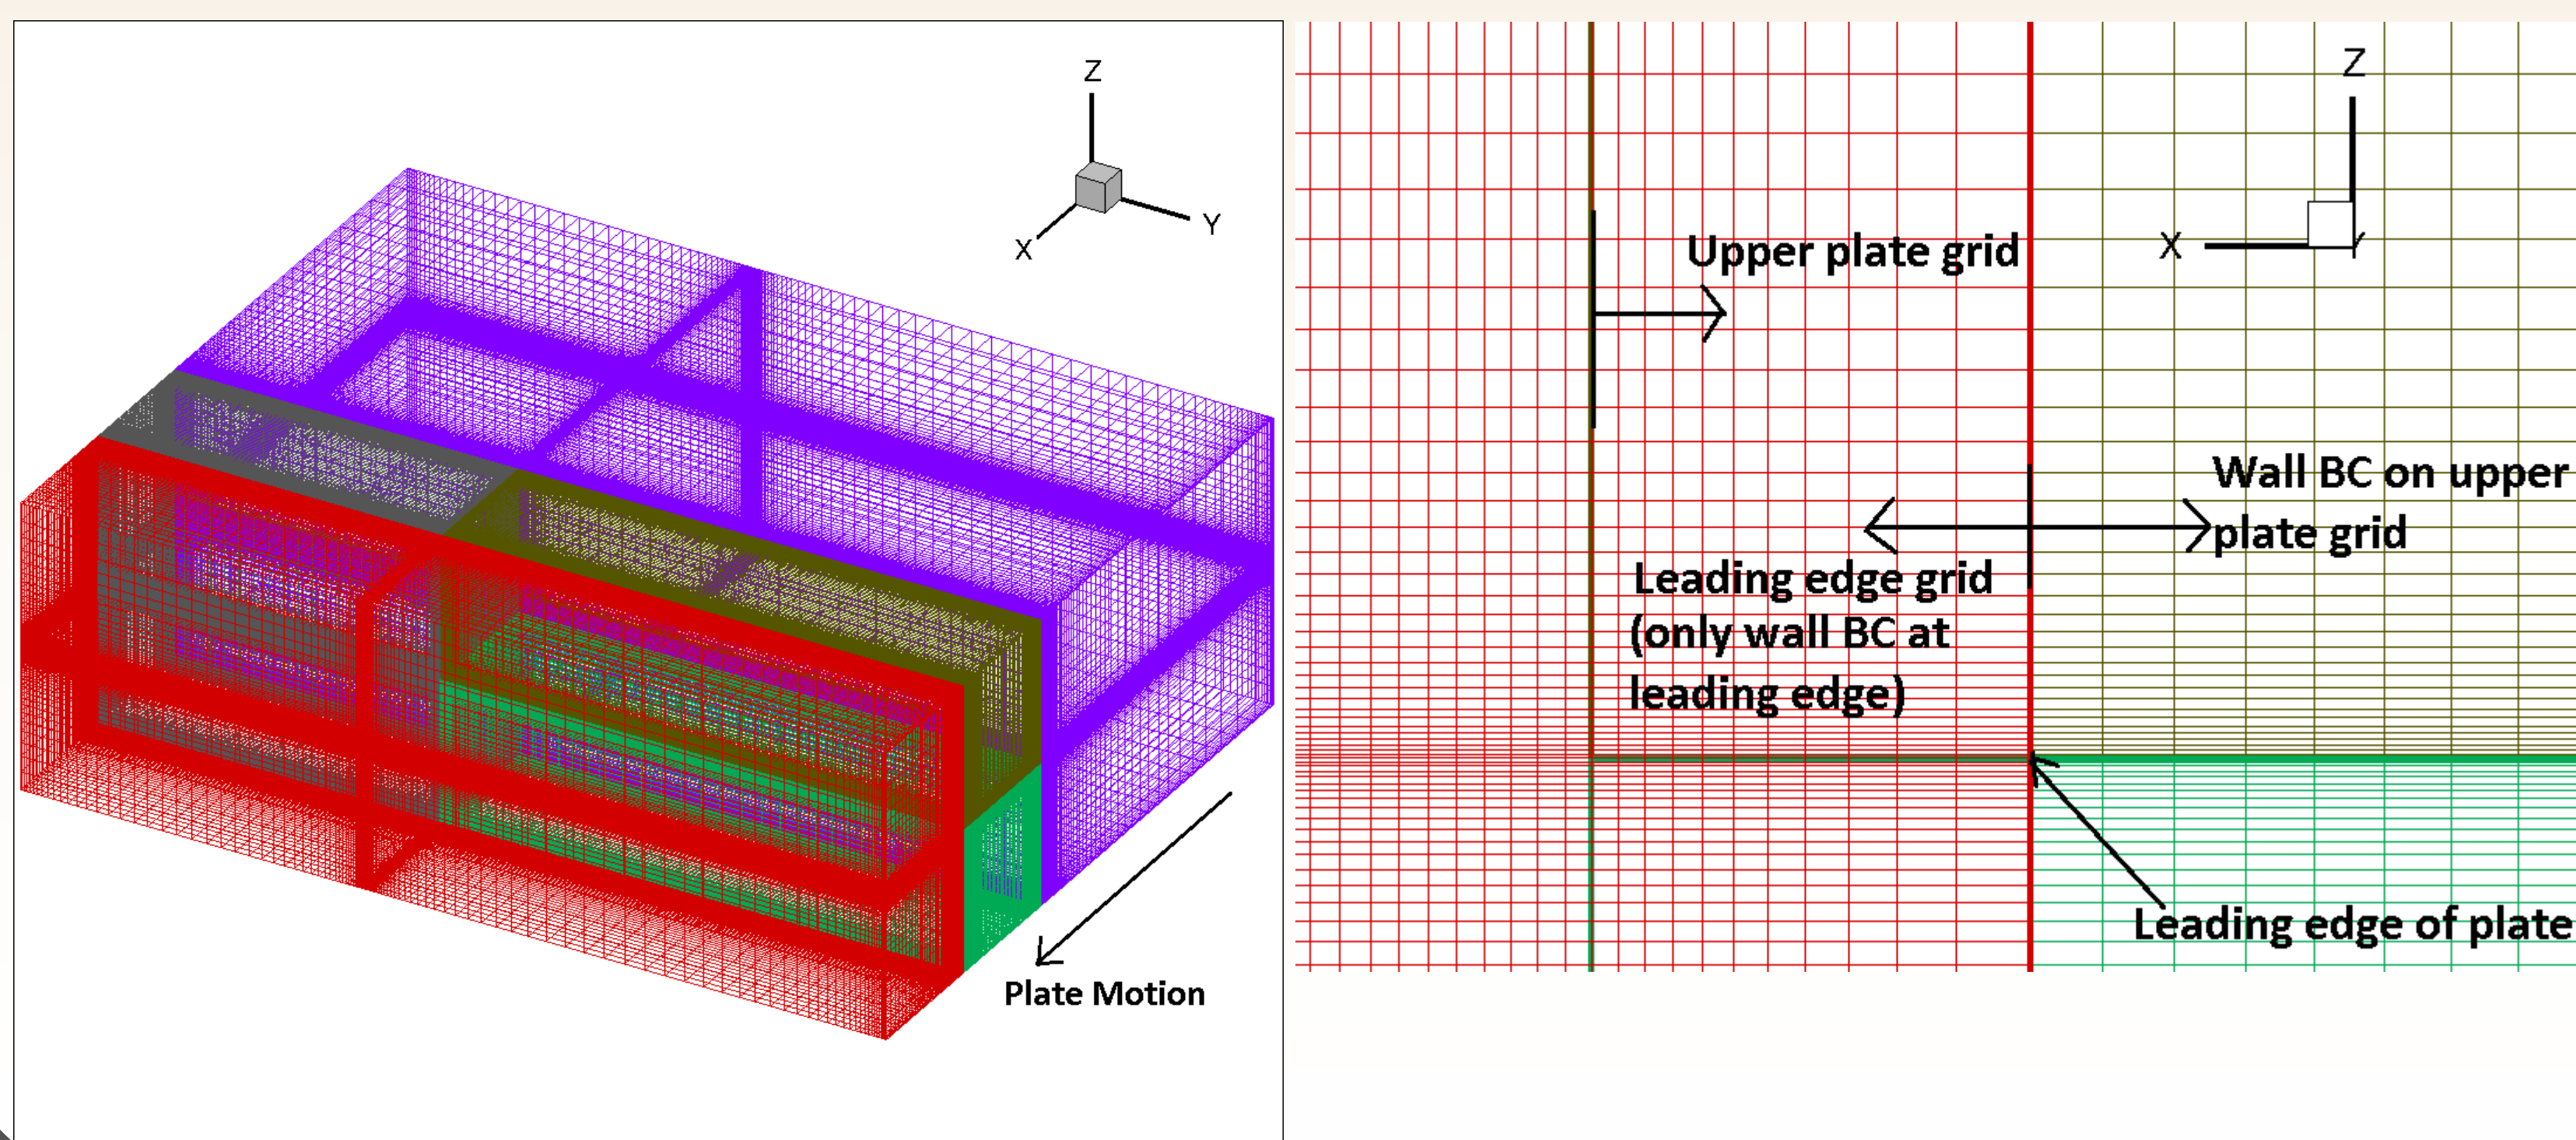 Z
Y
X
Plate Motion
Z
X
Y
Upper plate grid
Wall BC on upper
plate grid
Leading edge grid
(only wall BC at
leading edge)
Leading edge of plate